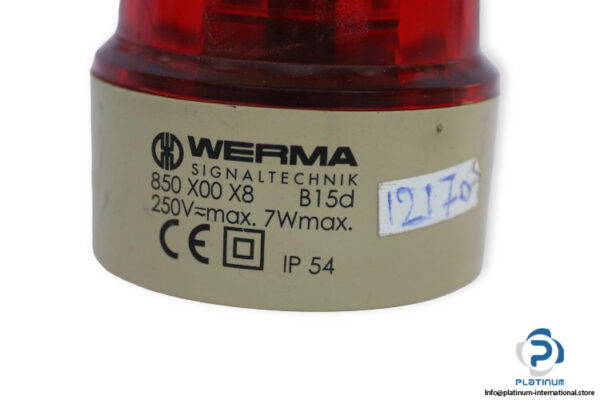 WERMA
SIGNALTECHNIK
850 X00 X8 B15d
250V≂max. 7Wmax.
CE IP 54
12170
PLATINUM
Info@platinum-international.store